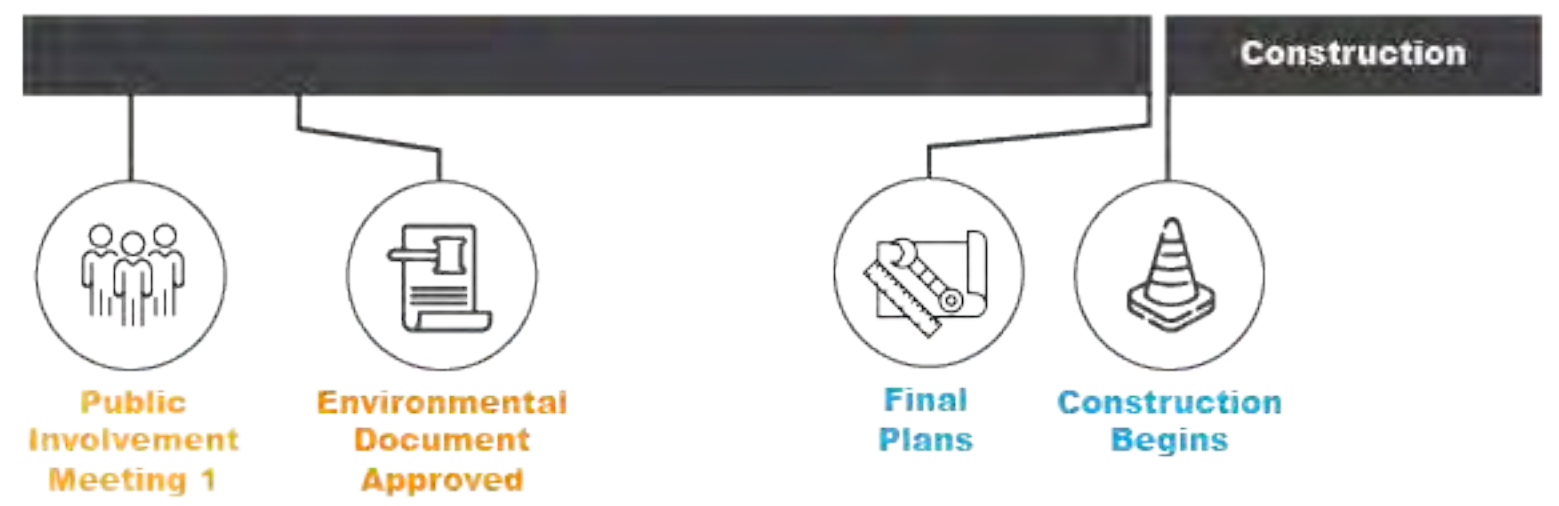 Construction
Public
Involvement
Meeting 1
Environmental
Document
Approved
Final
Plans
Construction
Begins